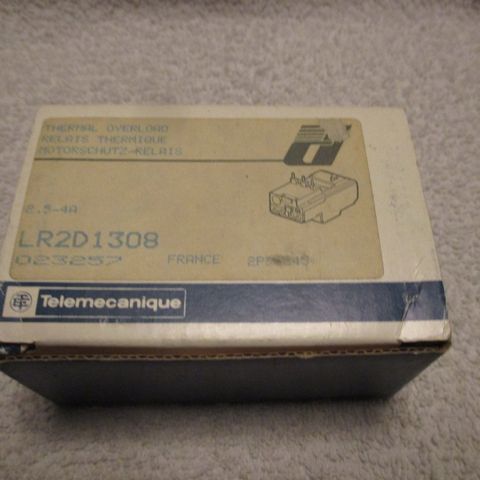 THERMAL OVERLOAD
RELAIS THERMIQUE
MOTORSCHUTZ-RELAIS
2.5-4A
LR2D1308
023257 FRANCE
Telemecanique